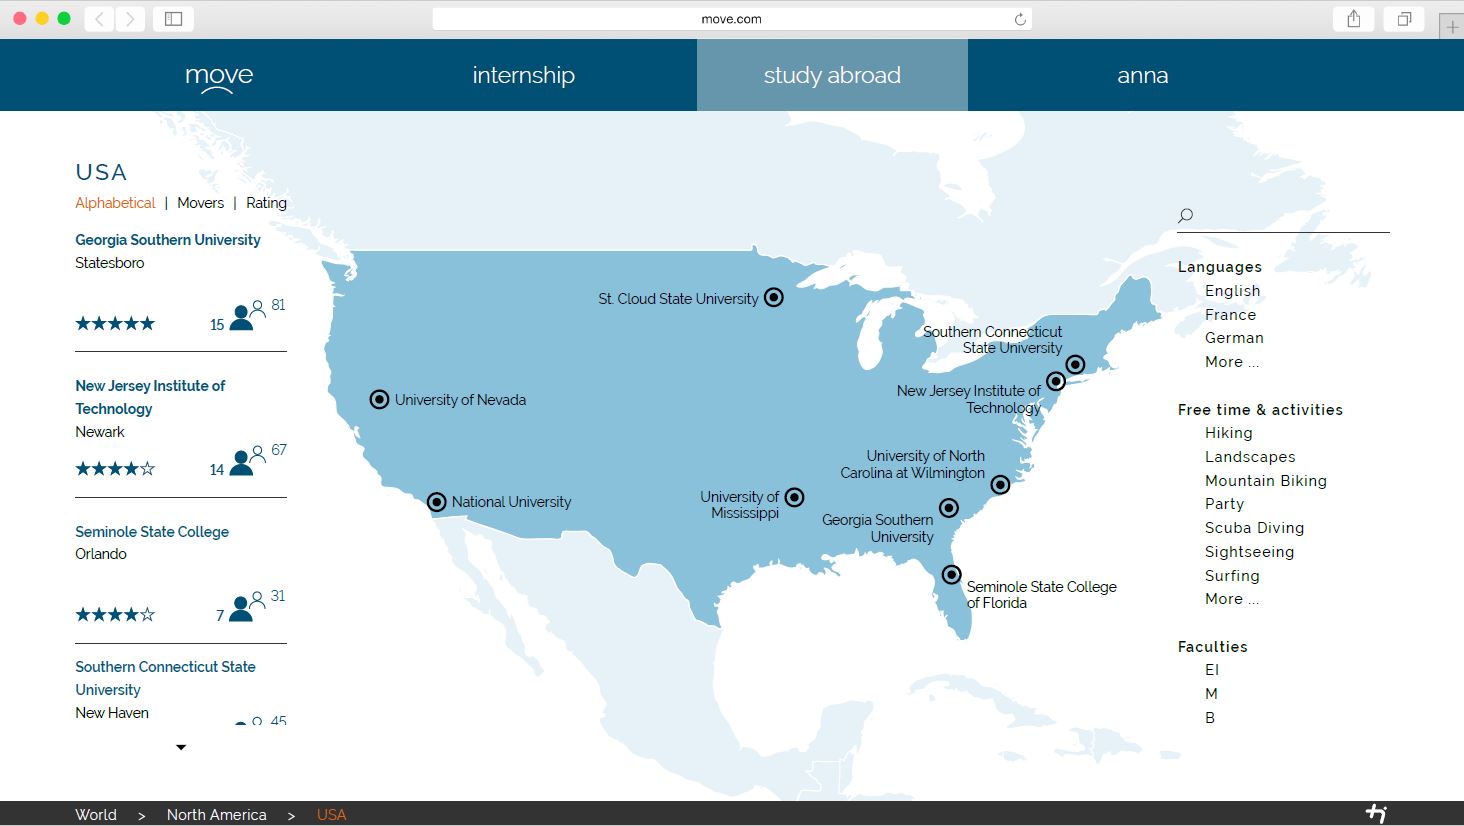 move.com
move
internship
study abroad
anna
USA
Alphabetical | Movers | Rating
Georgia Southern University
Statesboro
15
81
New Jersey Institute of
Technology
Newark
14
67
Seminole State College
Orlando
7
31
Southern Connecticut State
University
New Haven
45
St. Cloud State University
Southern Connecticut
State University
University of Nevada
New Jersey Institute of
Technology
University of North
Carolina at Wilmington
National University
University of
Mississippi
Georgia Southern
University
Seminole State College
of Florida
Languages
English
France
German
More ...
Free time & activities
Hiking
Landscapes
Mountain Biking
Party
Scuba Diving
Sightseeing
Surfing
More ...
Faculties
EI
M
B
World > North America > USA